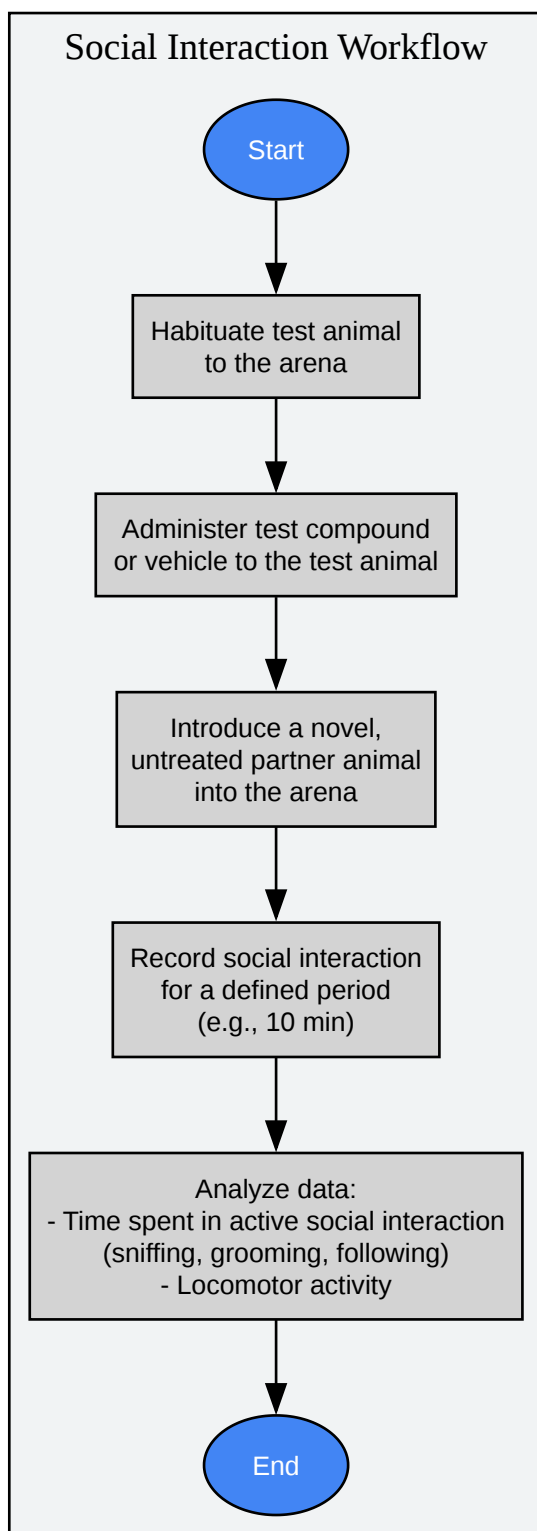 Social Interaction Workflow
Start
Habituate test animal
to the arena
Administer test compound
or vehicle to the test animal
Introduce a novel,
untreated partner animal
into the arena
Record social interaction
for a defined period
(e.g., 10 min)
Analyze data:
- Time spent in active social interaction
(sniffing, grooming, following)
- Locomotor activity
End